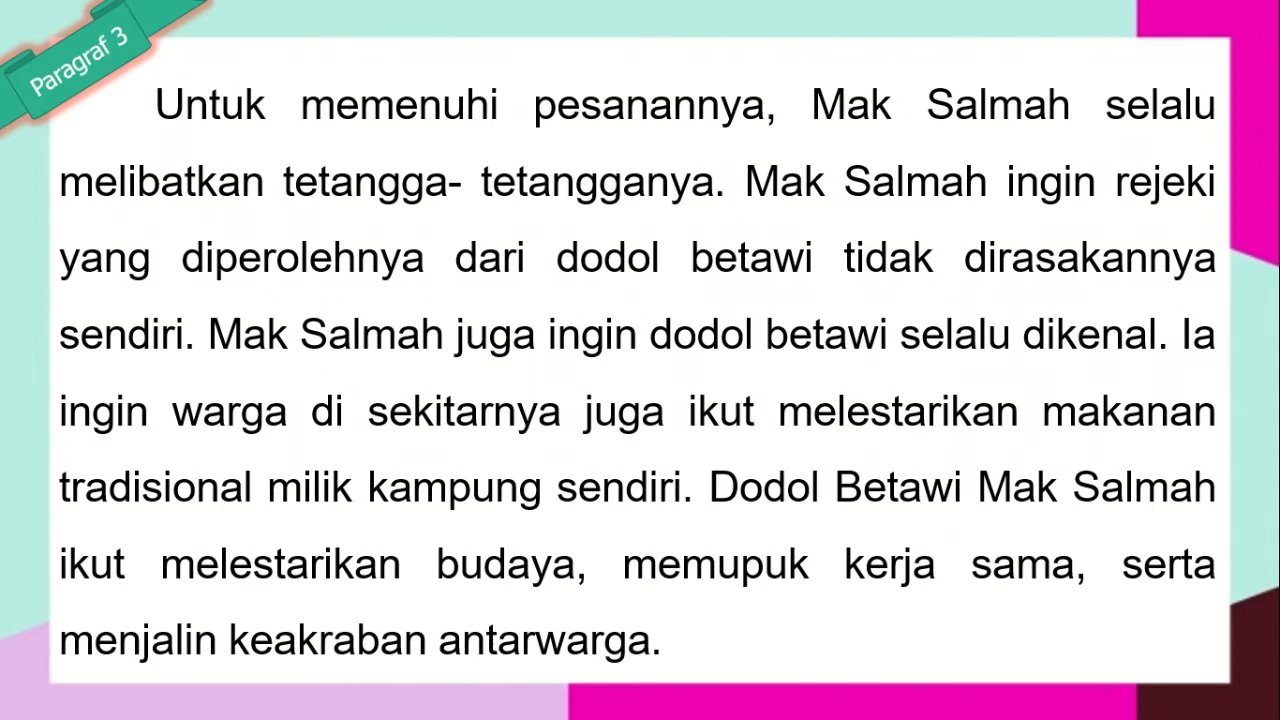 Paragraf 3
Untuk memenuhi pesanannya, Mak Salmah selalu
melibatkan tetangga- tetangganya. Mak Salmah ingin rejeki
yang diperolehnya dari dodol betawi tidak dirasakannya
sendiri. Mak Salmah juga ingin dodol betawi selalu dikenal. Ia
ingin warga di sekitarnya juga ikut melestarikan makanan
tradisional milik kampung sendiri. Dodol Betawi Mak Salmah
ikut melestarikan budaya, memupuk kerja sama, serta
menjalin keakraban antarwarga.